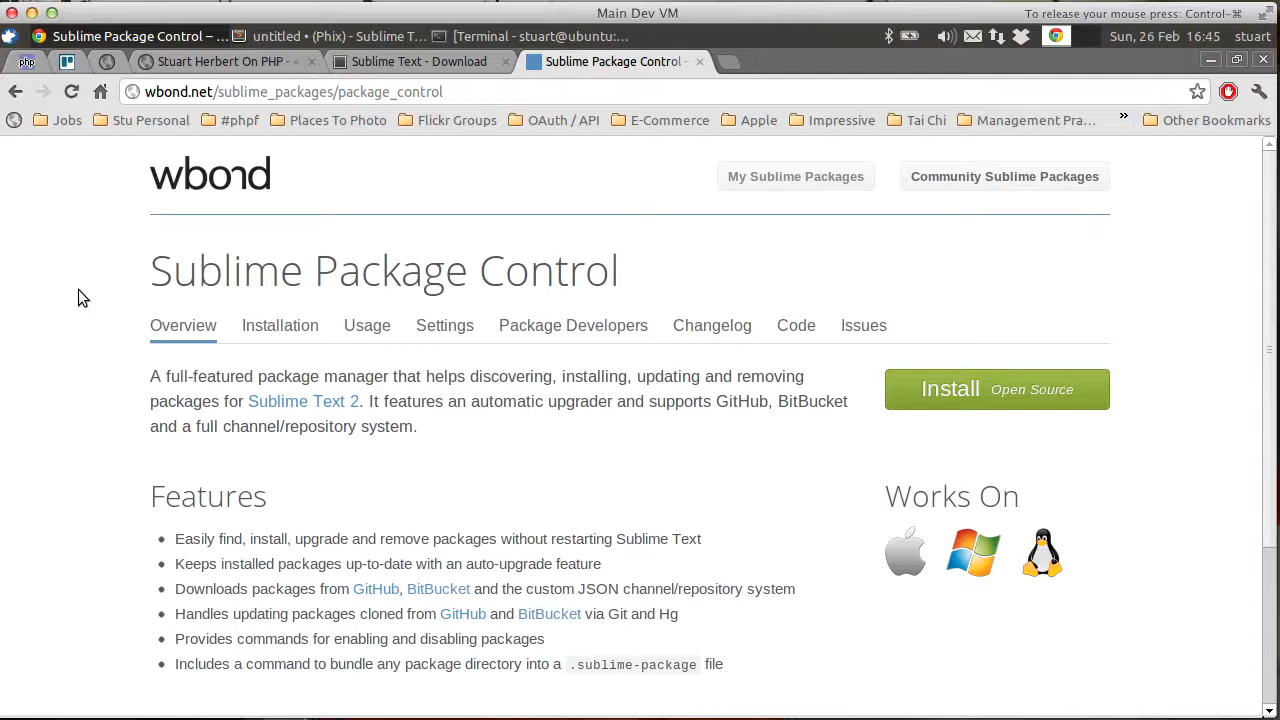 Main Dev VM
To release your mouse press: Control-⌘
Sublime Package Control – ...
untitled • (Phix) - Sublime T...
[Terminal - stuart@ubuntu:...
Sun, 26 Feb 16:45
stuart
php
Stuart Herbert On PHP - »
Sublime Text - Download
Sublime Package Control -
wbond.net/sublime_packages/package_control
Jobs
Stu Personal
#phpf
Places To Photo
Flickr Groups
OAuth / API
E-Commerce
Apple
Impressive
Tai Chi
Management Pra...
»
Other Bookmarks
wbond
My Sublime Packages
Community Sublime Packages
Sublime Package Control
Overview
Installation
Usage
Settings
Package Developers
Changelog
Code
Issues
A full-featured package manager that helps discovering, installing, updating and removing
packages for Sublime Text 2. It features an automatic upgrader and supports GitHub, BitBucket
and a full channel/repository system.
Install Open Source
Features
Works On
• Easily find, install, upgrade and remove packages without restarting Sublime Text
• Keeps installed packages up-to-date with an auto-upgrade feature
• Downloads packages from GitHub, BitBucket and the custom JSON channel/repository system
• Handles updating packages cloned from GitHub and BitBucket via Git and Hg
• Provides commands for enabling and disabling packages
• Includes a command to bundle any package directory into a .sublime-package file